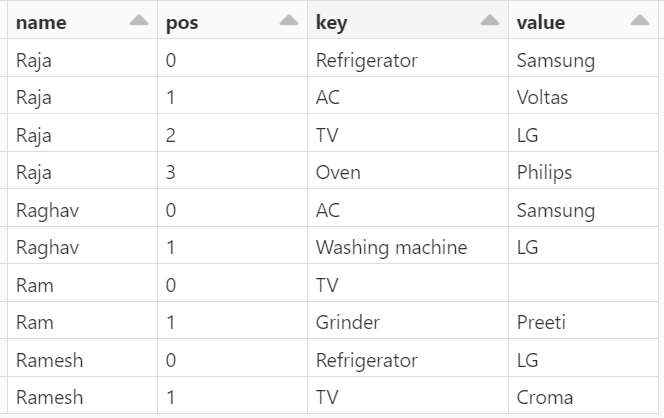 name pos key value
Raja 0 Refrigerator Samsung
Raja 1 AC Voltas
Raja 2 TV LG
Raja 3 Oven Philips
Raghav 0 AC Samsung
Raghav 1 Washing machine LG
Ram 0 TV
Ram 1 Grinder Preeti
Ramesh 0 Refrigerator LG
Ramesh 1 TV Croma